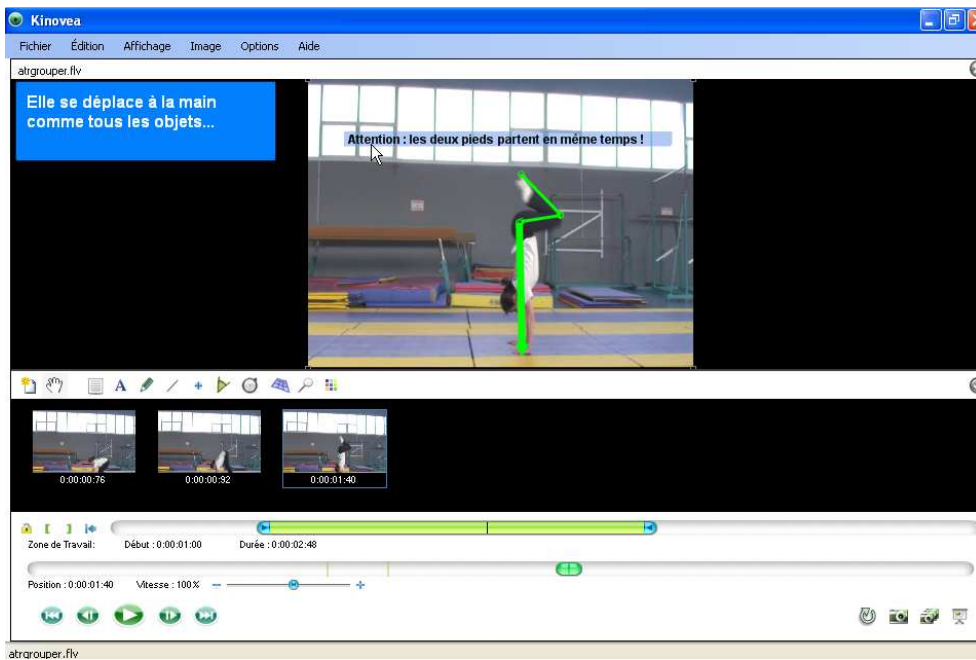 Kinovea
Fichier Édition Affichage Image Options Aide
atrgrouper.flv
Elle se déplace à la main
comme tous les objets...
Attention : les deux pieds partent en même temps !
A
0:00:00:76 0:00:00:92 0:00:01:40
Zone de Travail: Début : 0:00:01:00 Durée : 0:00:02:48
Position : 0:00:01:40 Vitesse : 100%
atrgrouper.flv